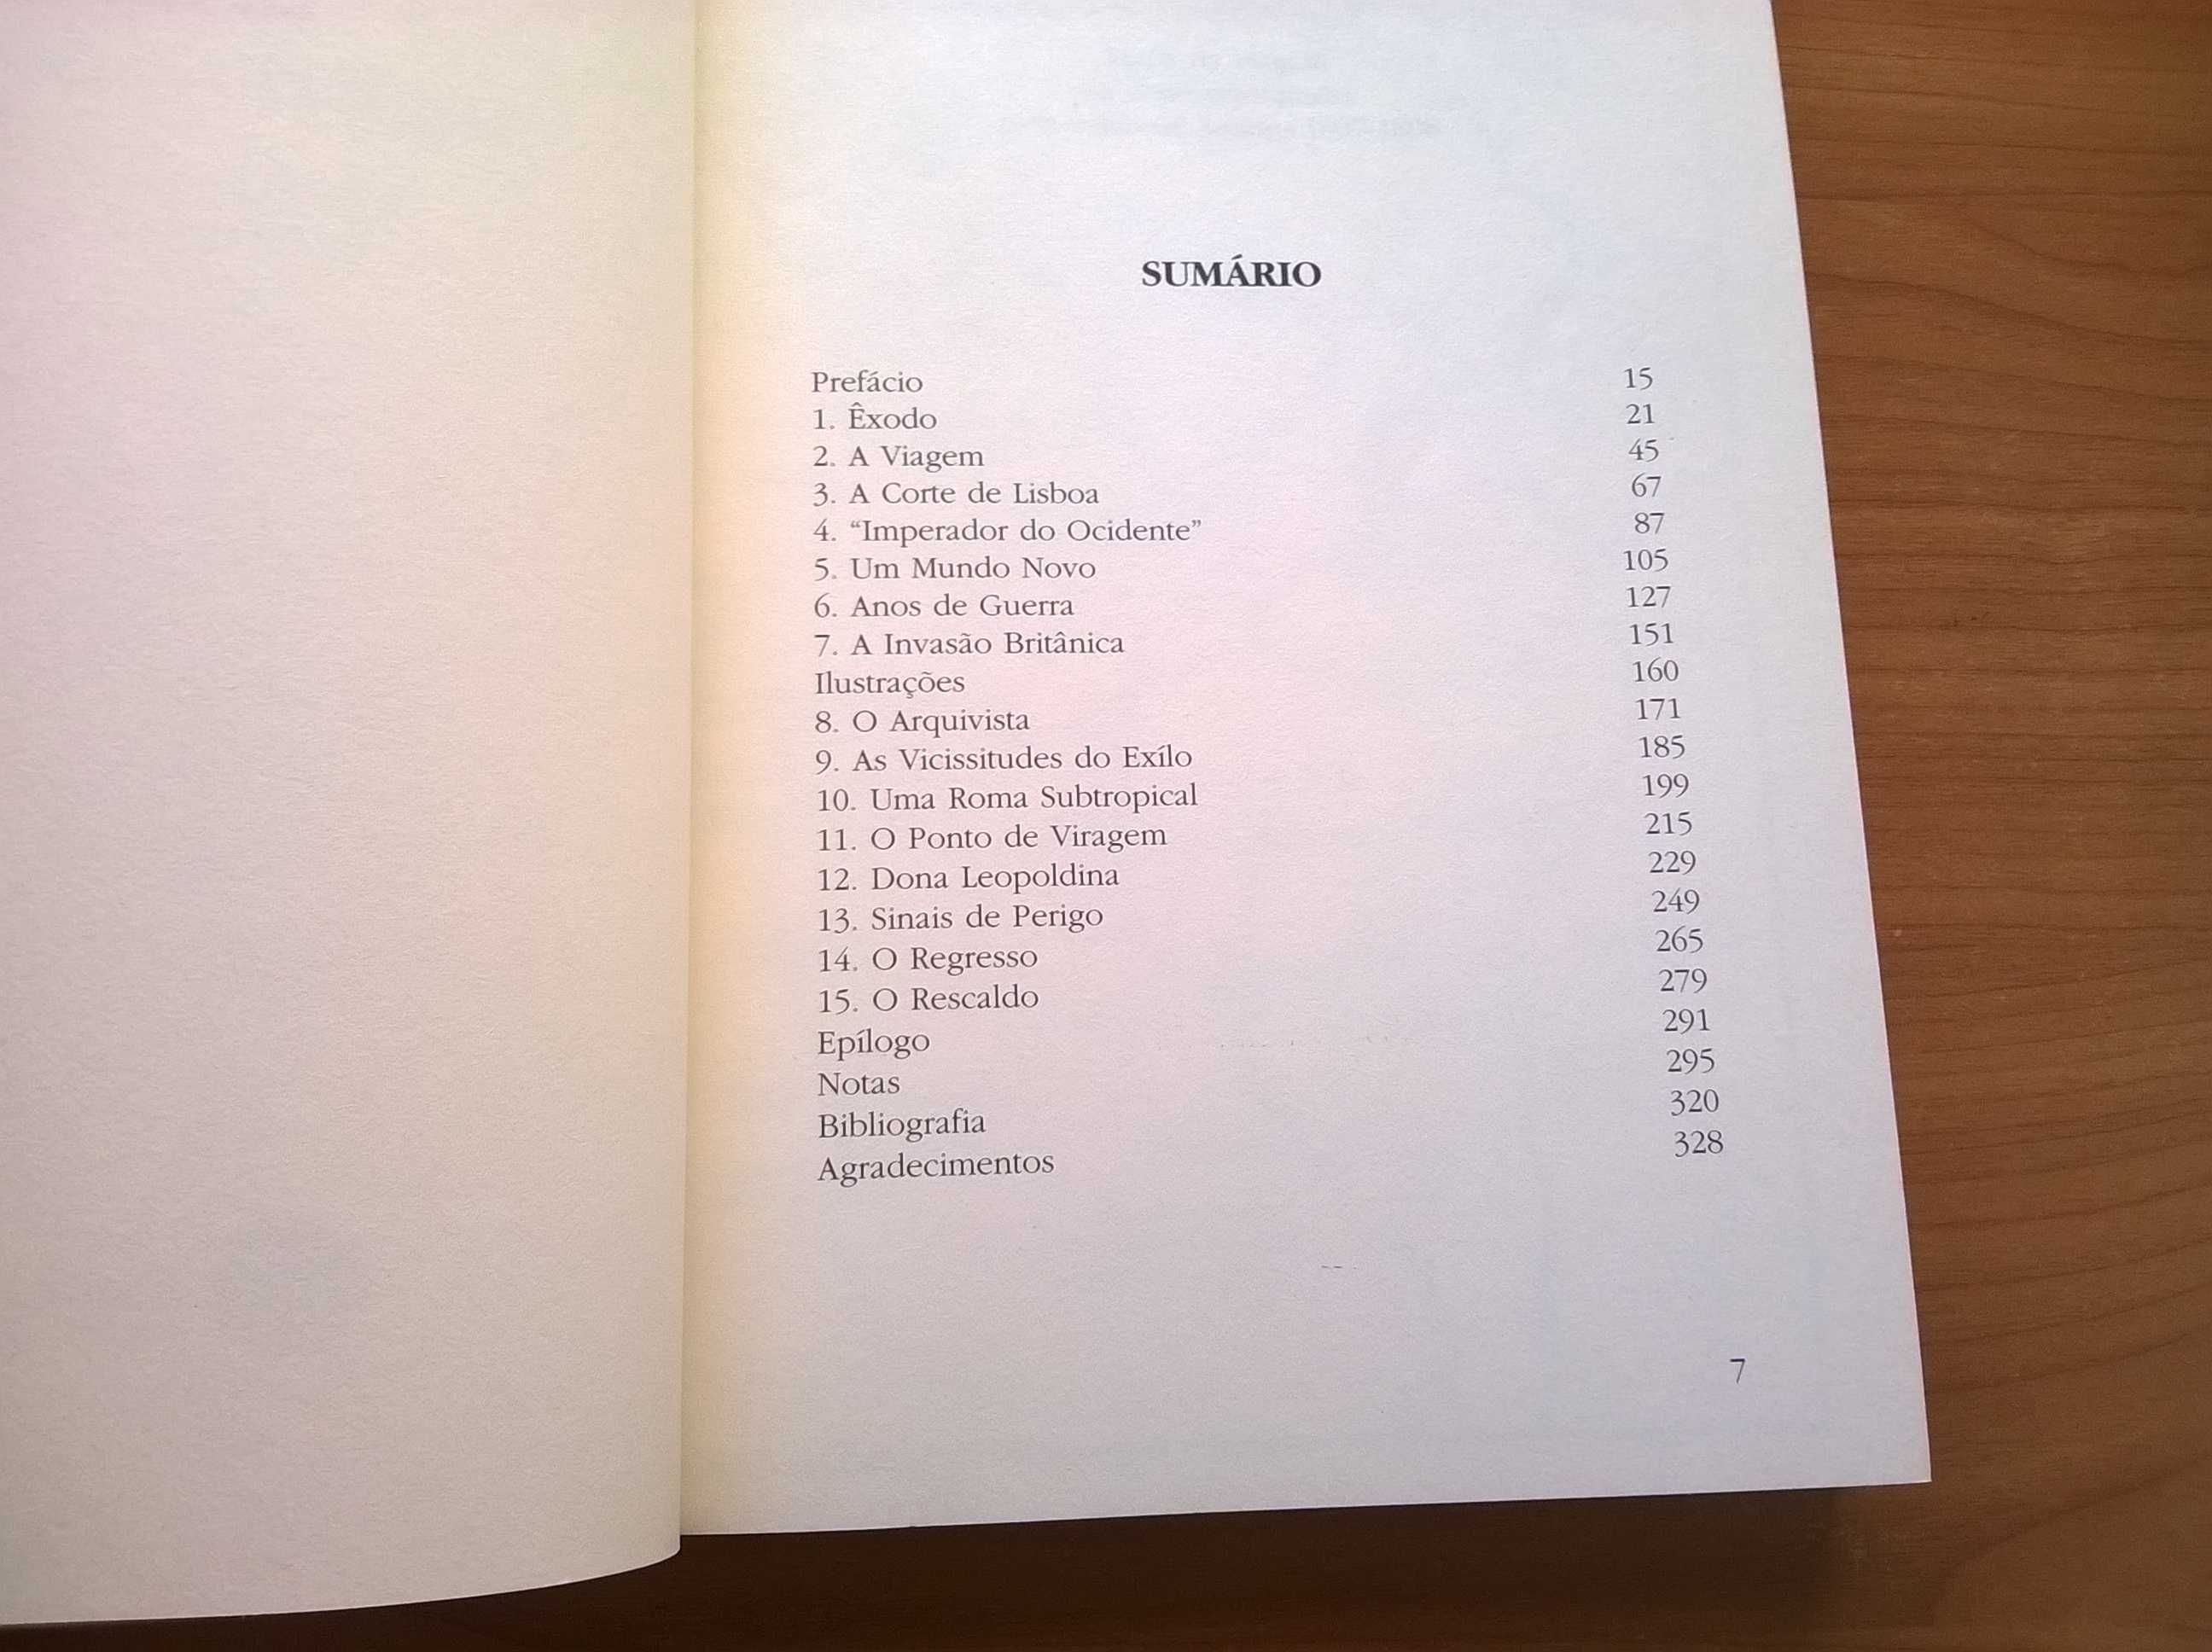 SUMÁRIO
Prefácio 15
1. Êxodo 21
2. A Viagem 45
3. A Corte de Lisboa 67
4. “Imperador do Ocidente” 87
5. Um Mundo Novo 105
6. Anos de Guerra 127
7. A Invasão Britânica 151
Ilustrações 160
8. O Arquivista 171
9. As Vicissitudes do Exílo 185
10. Uma Roma Subtropical 199
11. O Ponto de Viragem 215
12. Dona Leopoldina 229
13. Sinais de Perigo 249
14. O Regresso 265
15. O Rescaldo 279
Epílogo 291
Notas 295
Bibliografia 320
Agradecimentos 328
7